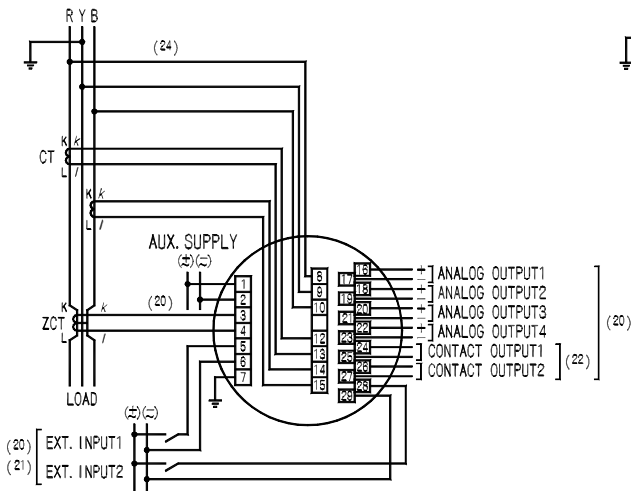 R Y B
(24)
K k
CT
L l
K k
L l
AUX. SUPPLY
(±) (~)
(20)
K k
ZCT
L l
LOAD
1
2
3
4
5
6
7
8
9
10
12
13
14
15
16
17
18
19
20
21
22
23
24
25
26
27
28
29
± ANALOG OUTPUT1
± ANALOG OUTPUT2
± ANALOG OUTPUT3
± ANALOG OUTPUT4
CONTACT OUTPUT1
CONTACT OUTPUT2
(22)
(20)
(±) (~)
(20) EXT. INPUT1
(21) EXT. INPUT2